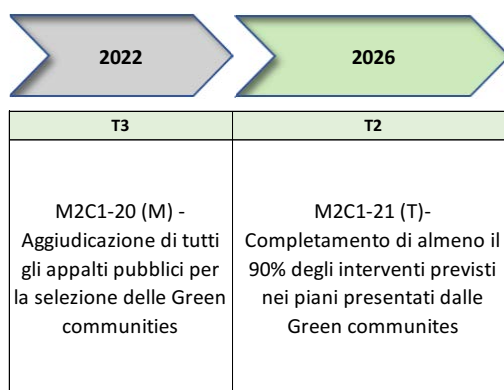 2022
2026
T3
T2
M2C1-20 (M) -
Aggiudicazione di tutti
gli appalti pubblici per
la selezione delle Green
communities
M2C1-21 (T)-
Completamento di almeno il
90% degli interventi previsti
nei piani presentati dalle
Green communites